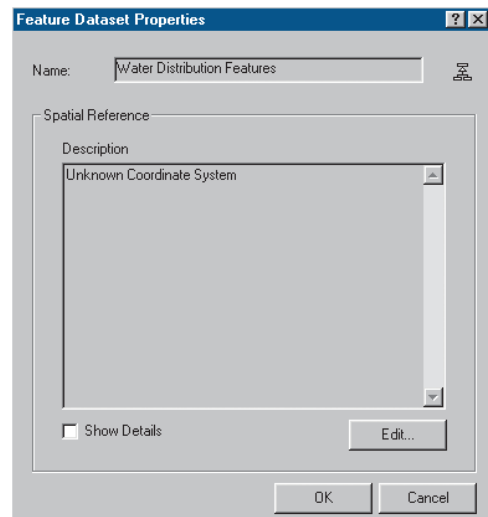 Feature Dataset Properties
Name: Water Distribution Features
Spatial Reference
Description
Unknown Coordinate System
Show Details
Edit...
OK Cancel